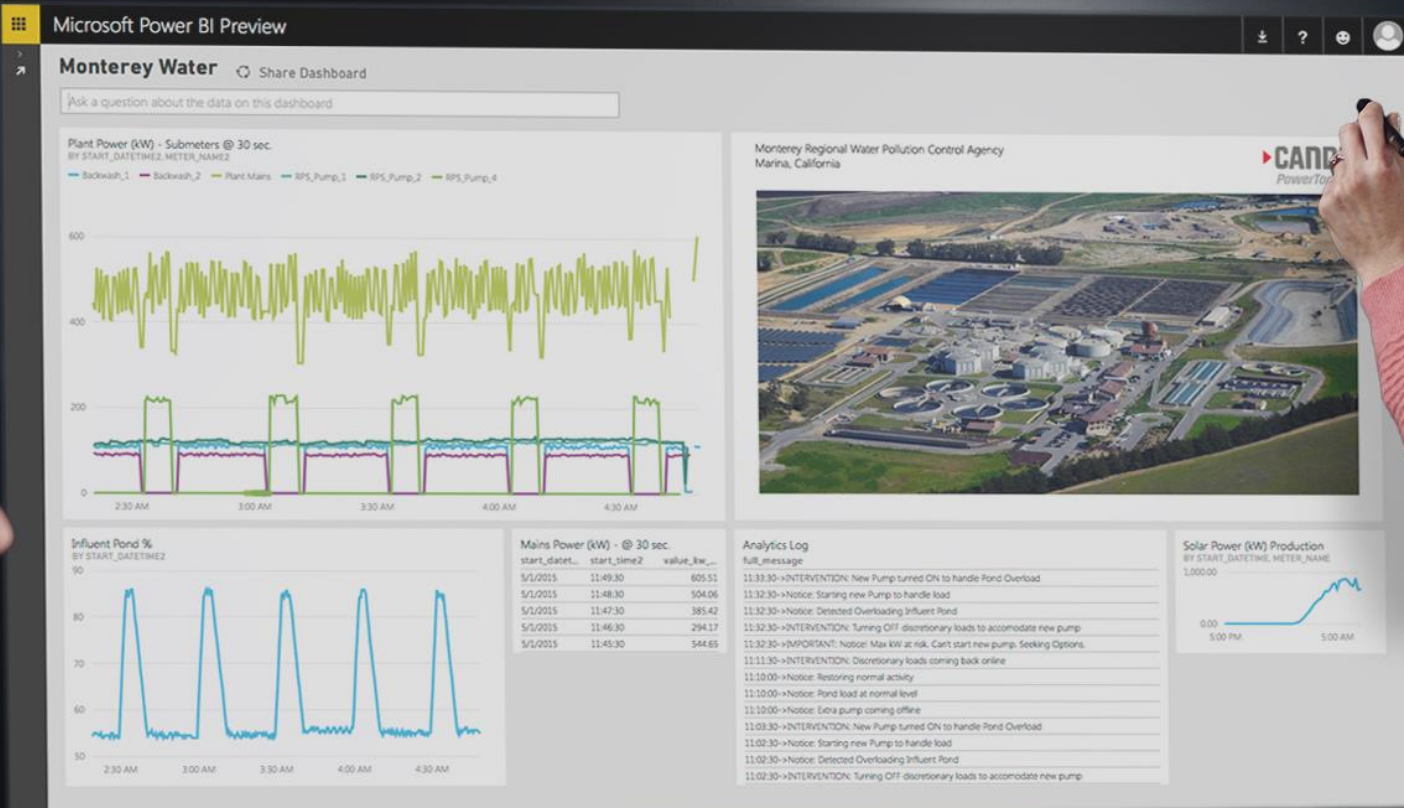 Microsoft Power BI Preview
?
Monterey Water
Share Dashboard
Ask a question about the data on this dashboard
Plant Power (kW) - Submeters @ 30 sec.
BY START_DATETIME2, METER_NAME2
Backwash_1 Backwash_2 Plant Mains RPS_Pump_1 RPS_Pump_2 RPS_Pump_4
600
400
200
0
2:30 AM 3:00 AM 3:30 AM 4:00 AM 4:30 AM
Monterey Regional Water Pollution Control Agency
Marina, California
Influent Pond %
BY START_DATETIME2
90
80
70
60
50
2:30 AM 3:00 AM 3:30 AM 4:00 AM 4:30 AM
Mains Power (kW) - @ 30 sec.
start_datet... start_time2 value_kw_...
5/1/2015 11:49:30 605.51
5/1/2015 11:48:30 504.06
5/1/2015 11:47:30 385.42
5/1/2015 11:46:30 294.17
5/1/2015 11:45:30 544.65
Analytics Log
full_message
11:33:30->INTERVENTION: New Pump turned ON to handle Pond Overload
11:32:30->Notice: Starting new Pump to handle load
11:32:30->Notice: Detected Overloading Influent Pond
11:32:30->INTERVENTION: Turning OFF discretionary loads to accomodate new pump
11:32:30->IMPORTANT: Notice! Max kW at risk. Can't start new pump. Seeking Options.
11:11:30->INTERVENTION: Discretionary loads coming back online
11:10:00->Notice: Restoring normal activity
11:10:00->Notice: Pond load at normal level
11:10:00->Notice: Extra pump coming offline
11:03:30->INTERVENTION: New Pump turned ON to handle Pond Overload
11:02:30->Notice: Starting new Pump to handle load
11:02:30->Notice: Detected Overloading Influent Pond
11:02:30->INTERVENTION: Turning OFF discretionary loads to accomodate new pump
Solar Power (kW) Production
BY START_DATETIME, METER_NAME
1,000.00
0.00
5:00 PM 5:00 AM